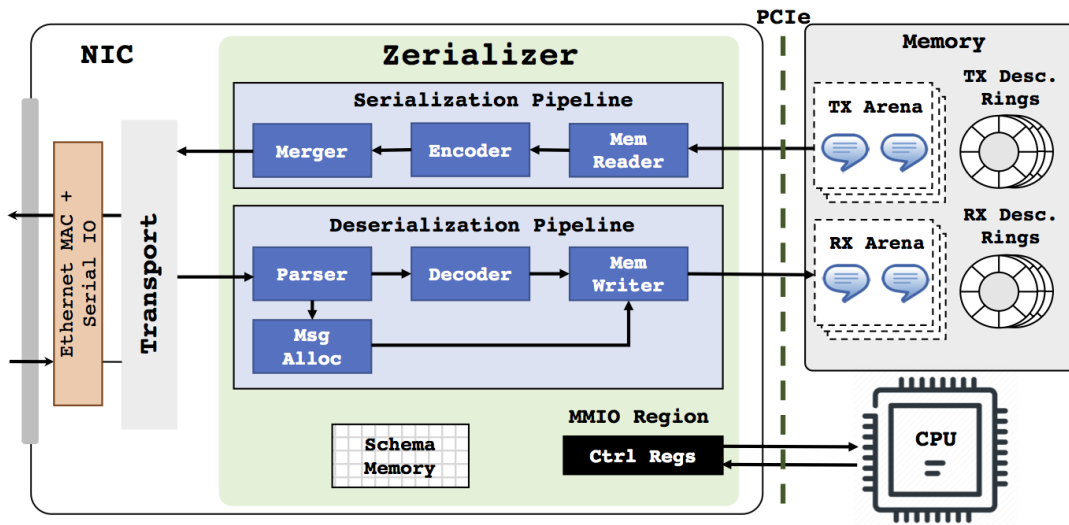 PCIe
NIC
Zerializer
Memory
Serialization Pipeline
Merger
Encoder
Mem
Reader
TX Arena
TX Desc.
Rings
Ethernet MAC +
Serial IO
Transport
Deserialization Pipeline
Parser
Decoder
Mem
Writer
Msg
Alloc
RX Arena
RX Desc.
Rings
Schema
Memory
MMIO Region
Ctrl Regs
CPU